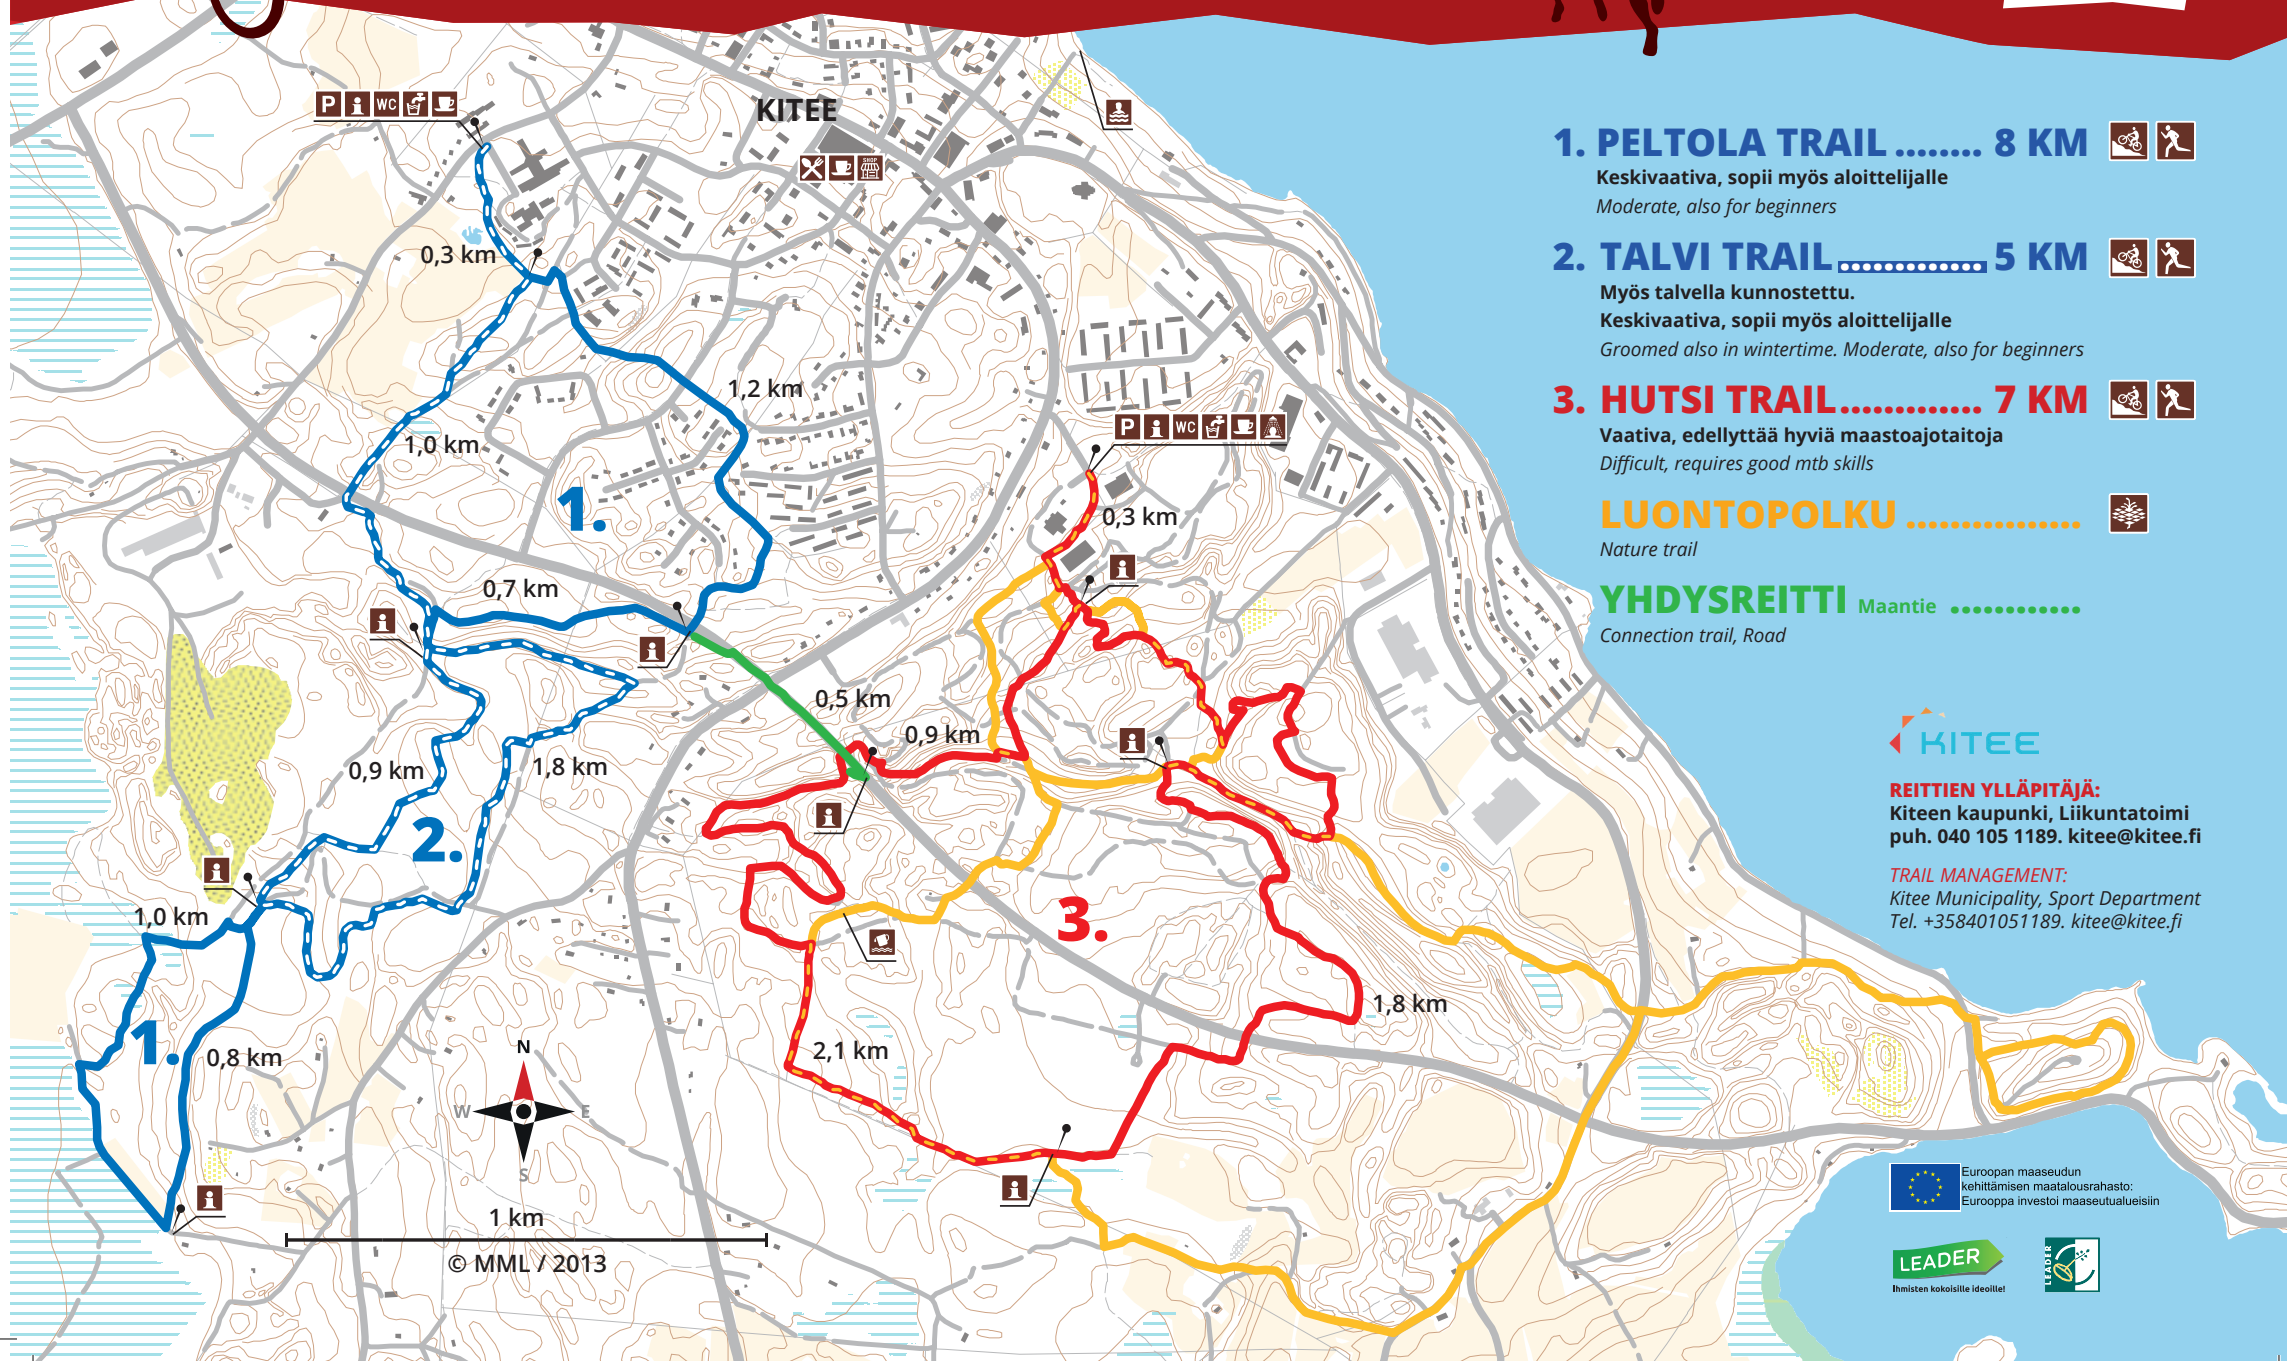 KITEE
P i WC
SHOP
0,3 km
1,2 km
1,0 km
P i WC
0,3 km
1.
0,7 km
i
i
i
0,5 km
0,9 km
i
0,9 km
1,8 km
i
2.
i
1,0 km
3.
1,8 km
1.
0,8 km
2,1 km
N
W E
S
i
i
1 km
© MML / 2013
1. PELTOLA TRAIL ........ 8 KM
Keskivaativa, sopii myös aloittelijalle
Moderate, also for beginners
2. TALVI TRAIL 5 KM
Myös talvella kunnostettu.
Keskivaativa, sopii myös aloittelijalle
Groomed also in wintertime. Moderate, also for beginners
3. HUTSI TRAIL............. 7 KM
Vaativa, edellyttää hyviä maastoajotaitoja
Difficult, requires good mtb skills
LUONTOPOLKU ................
Nature trail
YHDYSREITTI Maantie ............
Connection trail, Road
KITEE
REITTIEN YLLÄPITÄJÄ:
Kiteen kaupunki, Liikuntatoimi
puh. 040 105 1189. kitee@kitee.fi
TRAIL MANAGEMENT:
Kitee Municipality, Sport Department
Tel. +358401051189. kitee@kitee.fi
Euroopan maaseudun
kehittämisen maatalousrahasto:
Eurooppa investoi maaseutualueisiin
LEADER
Ihmisten kokoisille ideoille!
LEADER